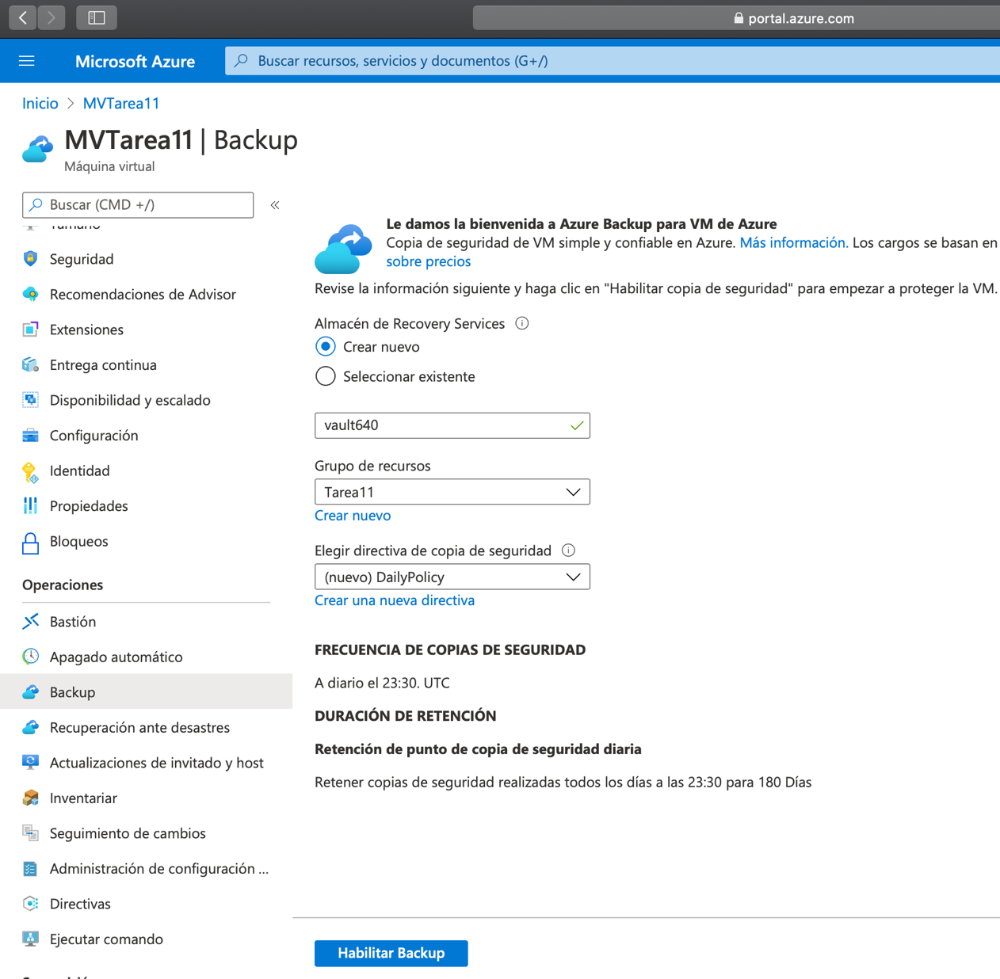 portal.azure.com
Microsoft Azure
Buscar recursos, servicios y documentos (G+/)
Inicio > MVTarea11
MVTarea11 | Backup
Máquina virtual
Buscar (CMD +/)
«
Tamaño
Seguridad
Recomendaciones de Advisor
Extensiones
Entrega continua
Disponibilidad y escalado
Configuración
Identidad
Propiedades
Bloqueos
Operaciones
Bastión
Apagado automático
Backup
Recuperación ante desastres
Actualizaciones de invitado y host
Inventariar
Seguimiento de cambios
Administración de configuración ...
Directivas
Ejecutar comando
Le damos la bienvenida a Azure Backup para VM de Azure
Copia de seguridad de VM simple y confiable en Azure. Más información. Los cargos se basan en
sobre precios
Revise la información siguiente y haga clic en "Habilitar copia de seguridad" para empezar a proteger la VM.
Almacén de Recovery Services
Crear nuevo
Seleccionar existente
vault640
Grupo de recursos
Tarea11
Crear nuevo
Elegir directiva de copia de seguridad
(nuevo) DailyPolicy
Crear una nueva directiva
FRECUENCIA DE COPIAS DE SEGURIDAD
A diario el 23:30. UTC
DURACIÓN DE RETENCIÓN
Retención de punto de copia de seguridad diaria
Retener copias de seguridad realizadas todos los días a las 23:30 para 180 Días
Habilitar Backup